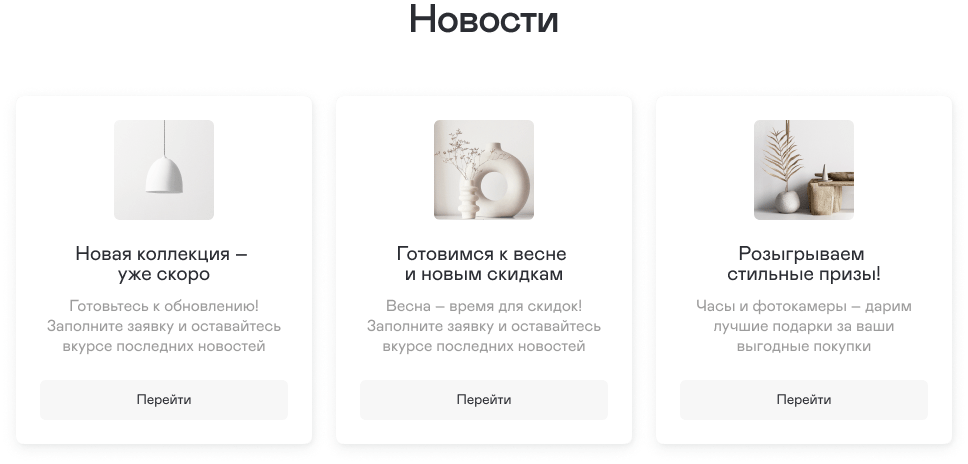 Новости
Новая коллекция –
уже скоро
Готовьтесь к обновлению!
Заполните заявку и оставайтесь
вкурсе последних новостей
Перейти
Готовимся к весне
и новым скидкам
Весна – время для скидок!
Заполните заявку и оставайтесь
вкурсе последних новостей
Перейти
Розыгрываем
стильные призы!
Часы и фотокамеры – дарим
лучшие подарки за ваши
выгодные покупки
Перейти